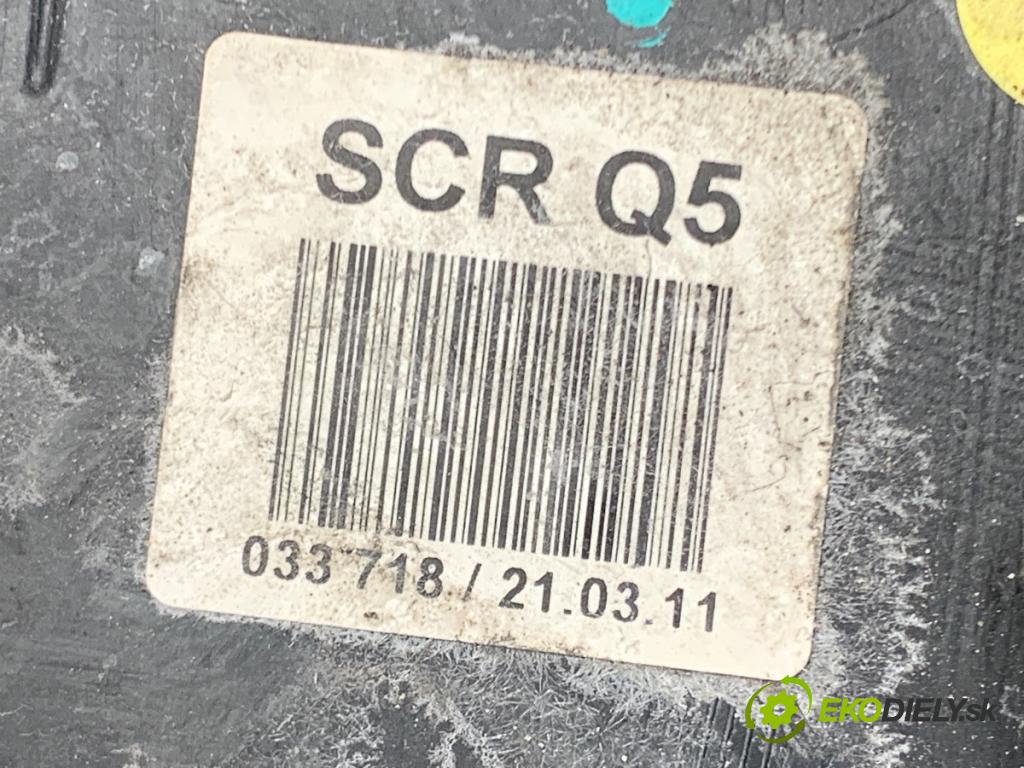 SCR Q5
033 718 / 21.03.11
EKODIELY.sk